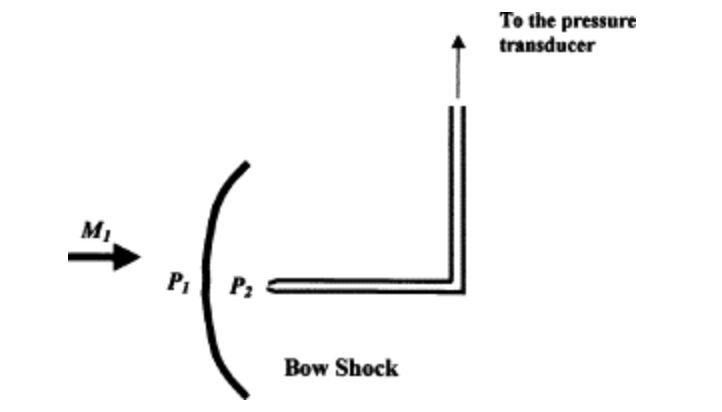 To the pressure
transducer
M1
P1 P2
Bow Shock